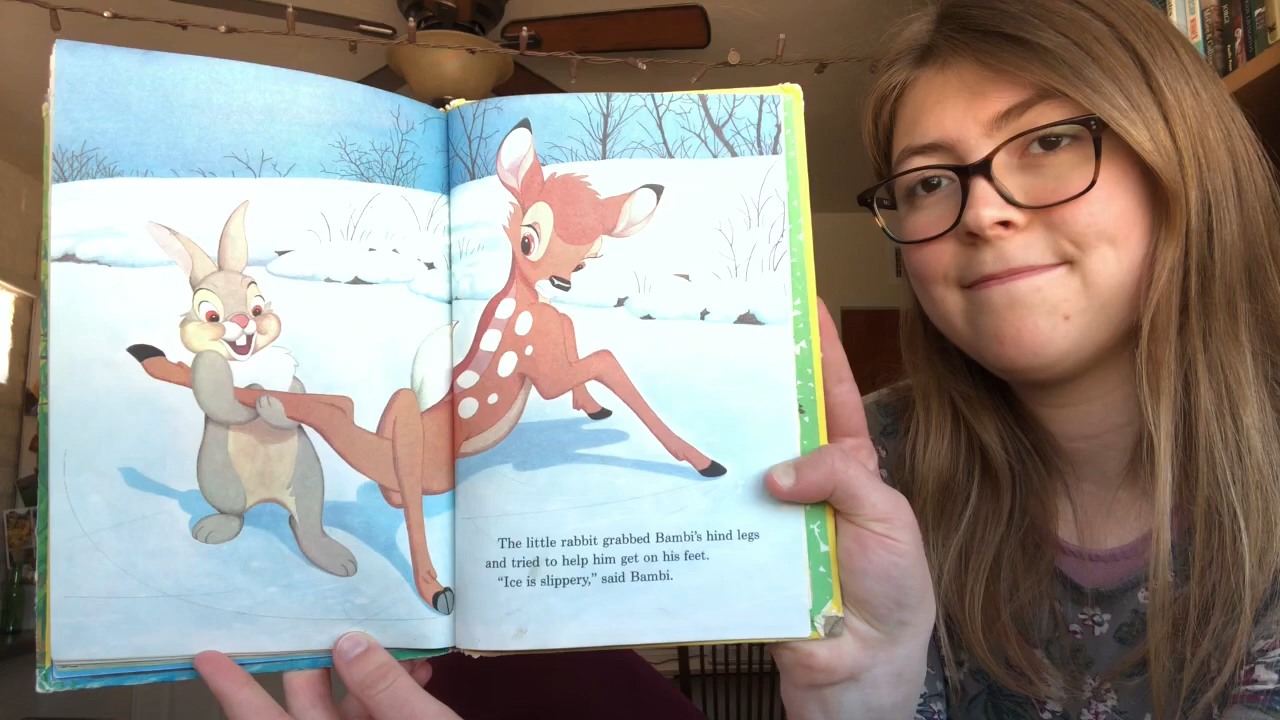 The little rabbit grabbed Bambi's hind legs
and tried to help him get on his feet.
"Ice is slippery," said Bambi.